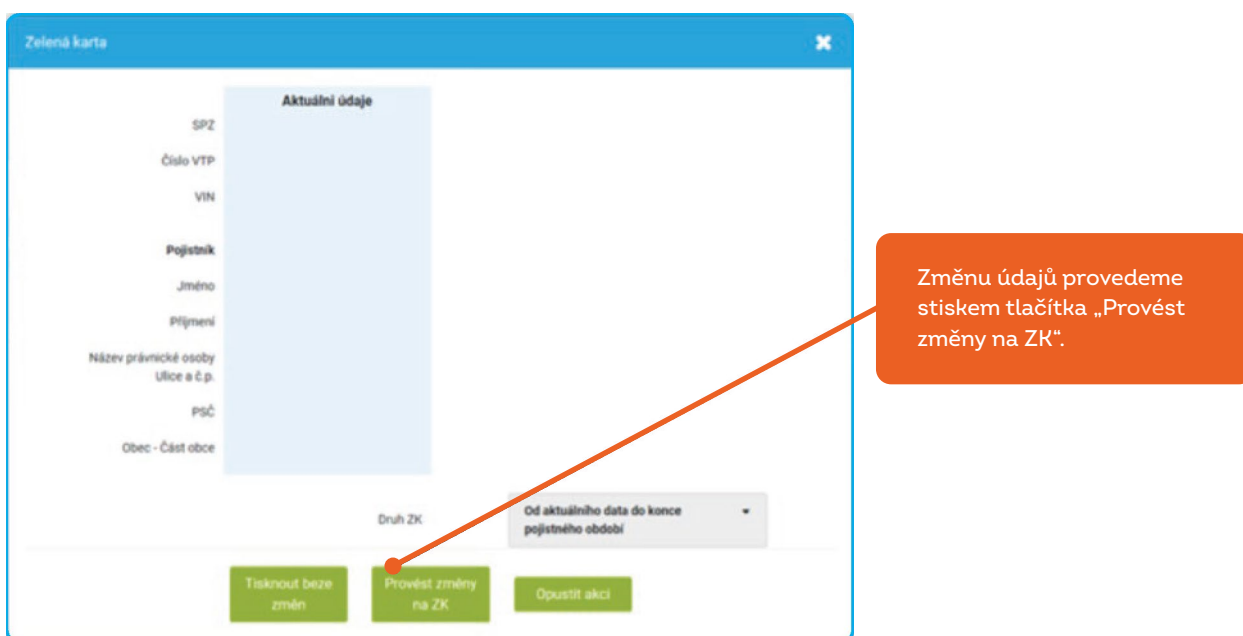 Zelená karta
Aktuální údaje
SPZ
Číslo VTP
VIN
Pojistník
Jméno
Příjmení
Název právnické osoby
Ulice a č.p.
PSČ
Obec - Část obce
Druh ZK
Od aktuálního data do konce
pojistného období
Tisknout beze
změn
Provést změny
na ZK
Opustit akci
Změnu údajů provedeme
stiskem tlačítka „Provést
změny na ZK“.